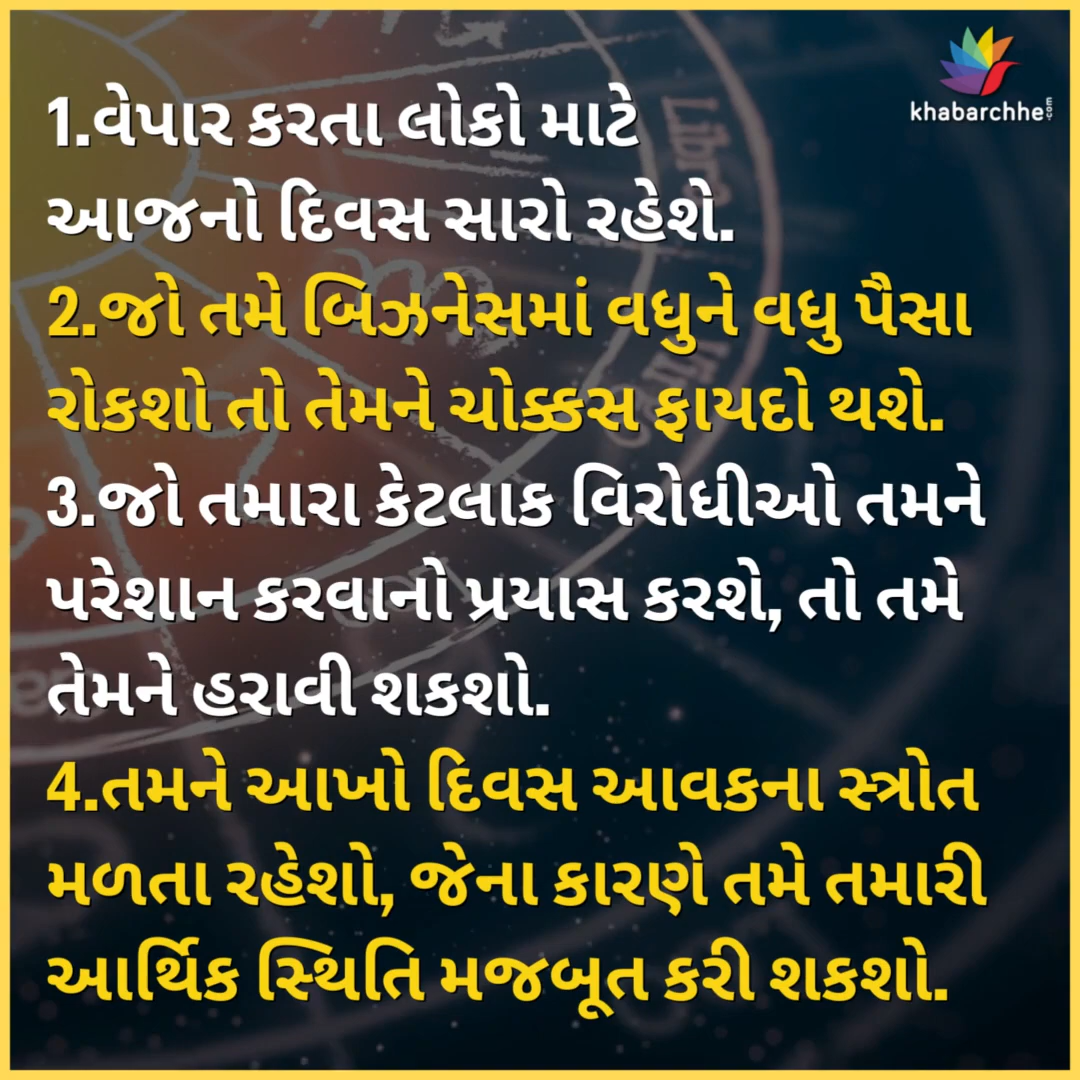 khabarchhe.com
1.વેપાર કરતા લોકો માટે
આજનો દિવસ સારો રહેશે.
2.જો તમે બિઝનેસમાં વધુને વધુ પૈસા
રોકશો તો તેમને ચોક્કસ ફાયદો થશે.
3.જો તમારા કેટલાક વિરોધીઓ તમને
પરેશાન કરવાનો પ્રયાસ કરશે, તો તમે
તેમને હરાવી શકશો.
4.તમને આખો દિવસ આવકના સ્ત્રોત
મળતા રહેશો, જેના કારણે તમે તમારી
આર્થિક સ્થિતિ મજબૂત કરી શકશો.
Libra